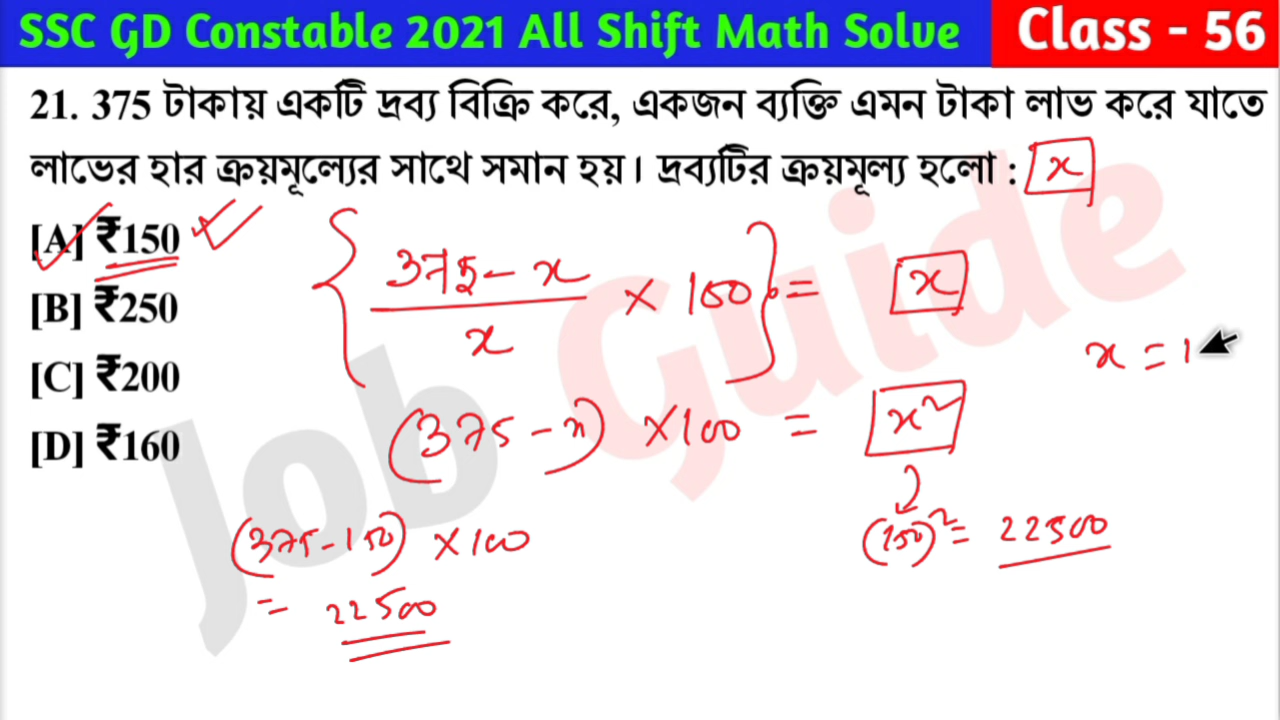 SSC GD Constable 2021 All Shift Math Solve
Class - 56
21. 375 টাকায় একটি দ্রব্য বিক্রি করে, একজন ব্যক্তি এমন টাকা লাভ করে যাতে
লাভের হার ক্রয়মূল্যের সাথে সমান হয়। দ্রব্যটির ক্রয়মূল্য হলো : x
[A] ₹150
[B] ₹250
[C] ₹200
[D] ₹160
{ (375 - x) / x × 100 } = x
x = 1
(375 - x) × 100 = x²
(375 - 150) × 100
= 22500
(150)² = 22500
Job Guide